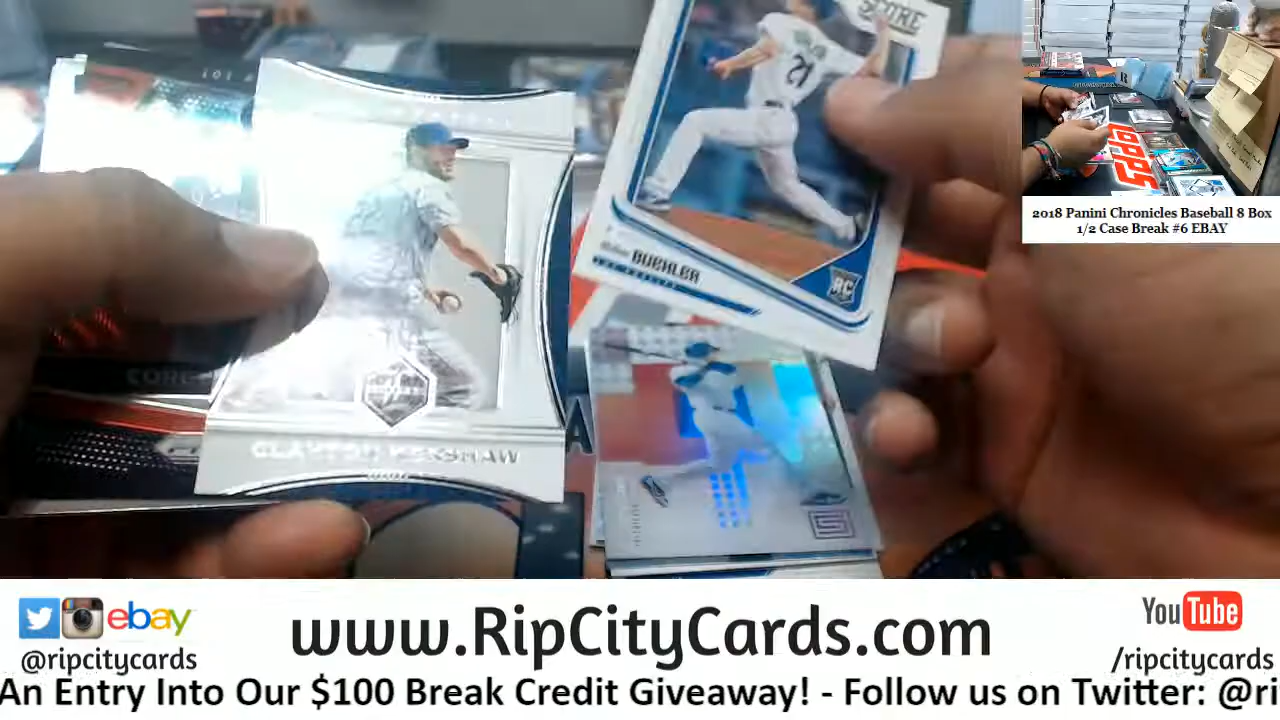 SCORE
21
BUEHLER
RC
CLAYTON KERSHAW
TOPPS
2018 Panini Chronicles Baseball 8 Box
1/2 Case Break #6 EBAY
ebay
@ripcitycards
www.RipCityCards.com
YouTube
/ripcitycards
An Entry Into Our $100 Break Credit Giveaway! - Follow us on Twitter: @ri